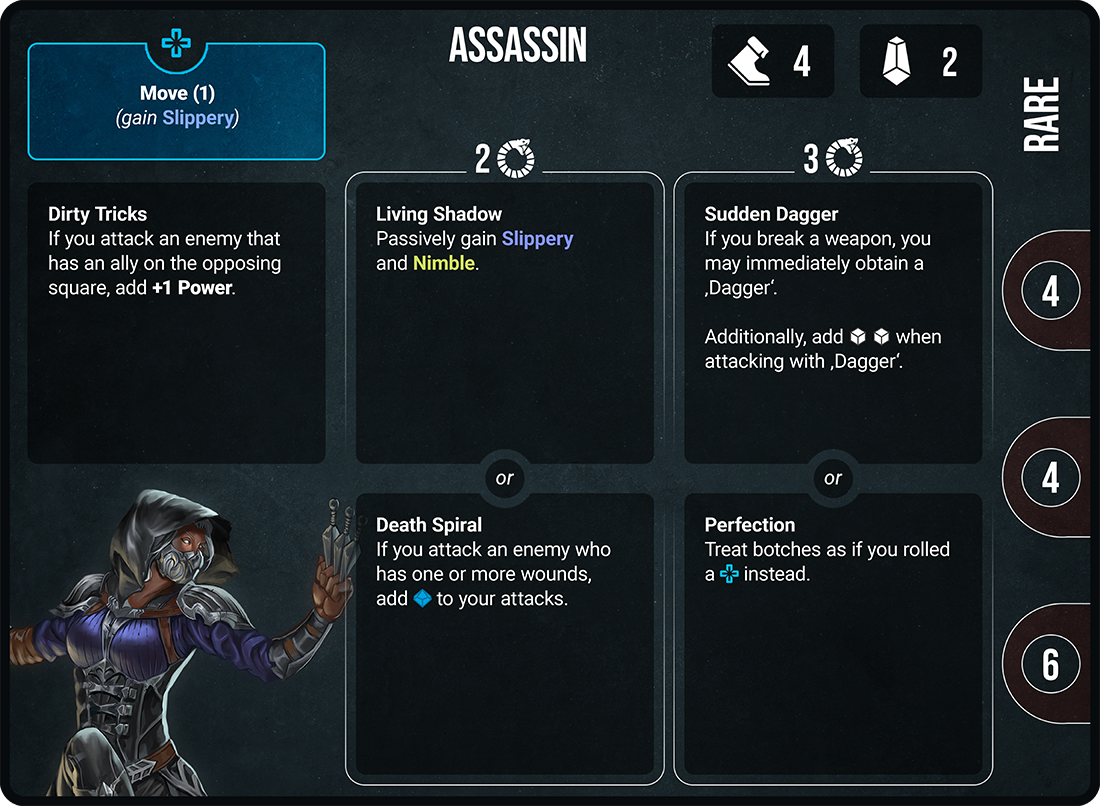 ASSASSIN
4
2
RARE
Move (1)
(gain Slippery)
Dirty Tricks
If you attack an enemy that
has an ally on the opposing
square, add +1 Power.
2
Living Shadow
Passively gain Slippery
and Nimble.
or
Death Spiral
If you attack an enemy who
has one or more wounds,
add to your attacks.
3
Sudden Dagger
If you break a weapon, you
may immediately obtain a
‚Dagger‘.
Additionally, add when
attacking with ‚Dagger‘.
or
Perfection
Treat botches as if you rolled
a instead.
4
4
6